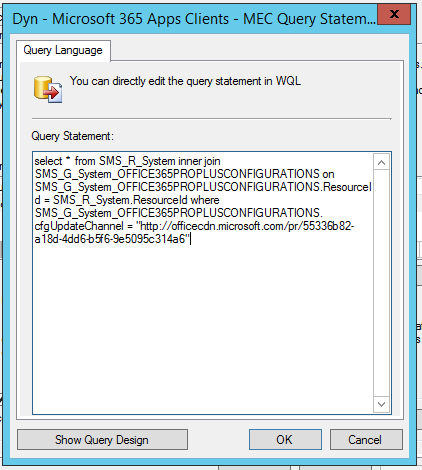 Dyn - Microsoft 365 Apps Clients - MEC Query Statem...
x
Query Language
You can directly edit the query statement in WQL
Query Statement:
select * from SMS_R_System inner join
SMS_G_System_OFFICE365PROPLUSCONFIGURATIONS on
SMS_G_System_OFFICE365PROPLUSCONFIGURATIONS.ResourceI
d = SMS_R_System.ResourceId where
SMS_G_System_OFFICE365PROPLUSCONFIGURATIONS.
cfgUpdateChannel = "http://officecdn.microsoft.com/pr/55336b82-
a18d-4dd6-b5f6-9e5095c314a6"
Show Query Design
OK
Cancel